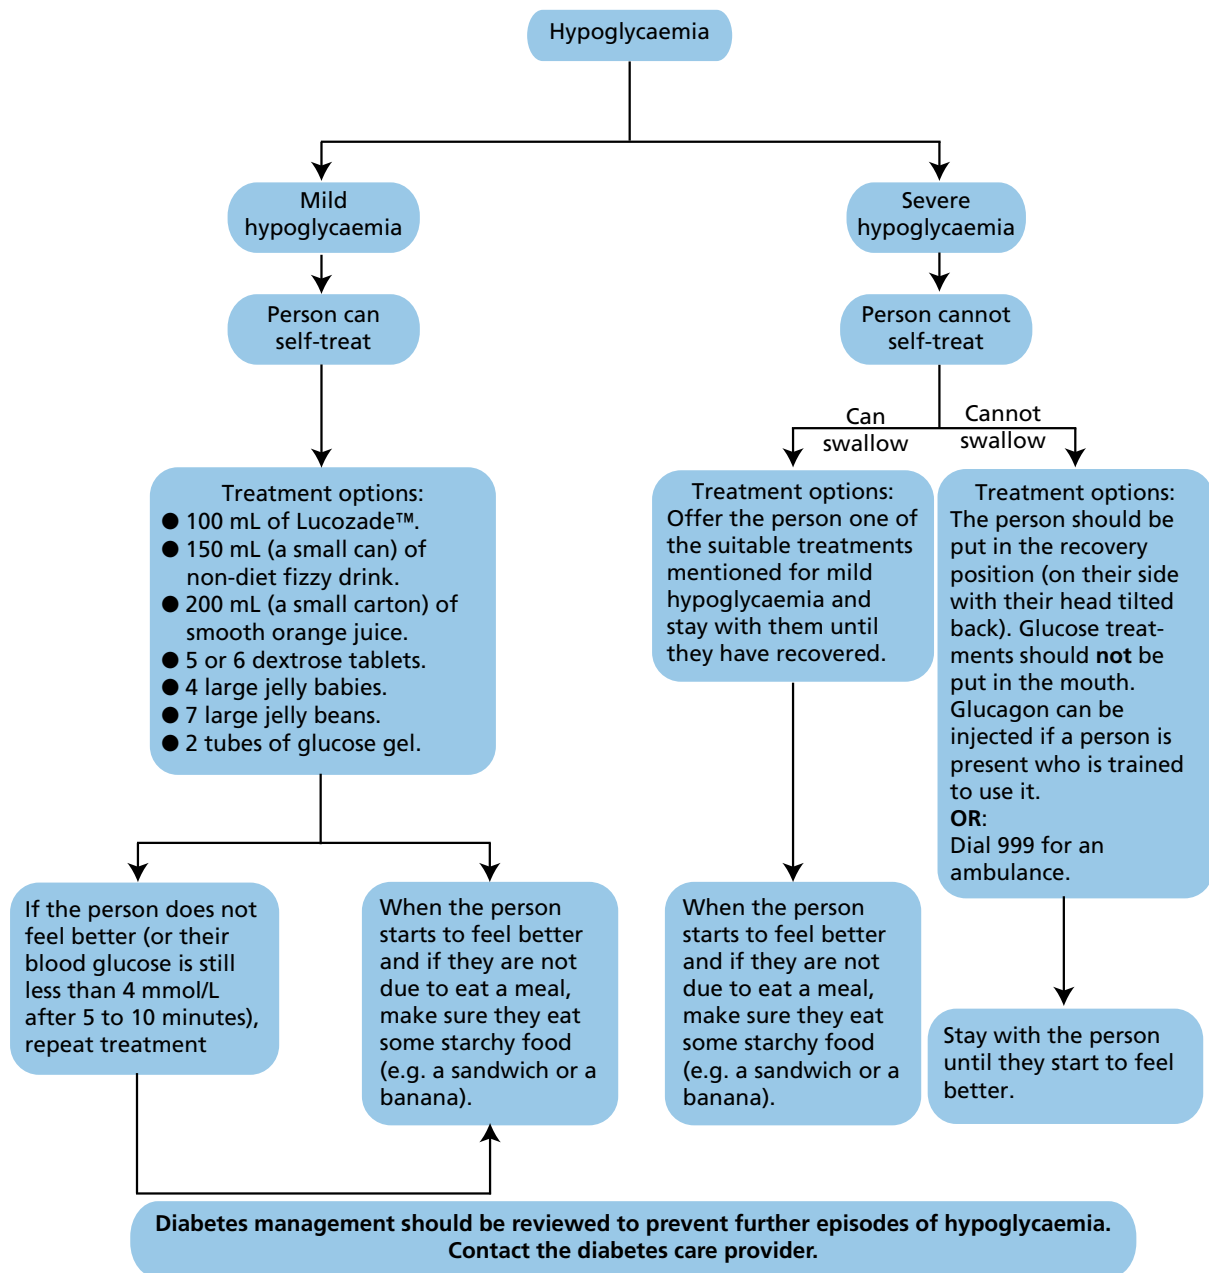 Hypoglycaemia
Mild
hypoglycaemia
Severe
hypoglycaemia
Person can
self-treat
Person cannot
self-treat
Can
swallow
Cannot
swallow
Treatment options:
● 100 mL of Lucozade™.
● 150 mL (a small can) of
non-diet fizzy drink.
● 200 mL (a small carton) of
smooth orange juice.
● 5 or 6 dextrose tablets.
● 4 large jelly babies.
● 7 large jelly beans.
● 2 tubes of glucose gel.
Treatment options:
Offer the person one of
the suitable treatments
mentioned for mild
hypoglycaemia and
stay with them until
they have recovered.
Treatment options:
The person should be
put in the recovery
position (on their side
with their head tilted
back). Glucose treat-
ments should not be
put in the mouth.
Glucagon can be
injected if a person is
present who is trained
to use it.
OR:
Dial 999 for an
ambulance.
If the person does not
feel better (or their
blood glucose is still
less than 4 mmol/L
after 5 to 10 minutes),
repeat treatment
When the person
starts to feel better
and if they are not
due to eat a meal,
make sure they eat
some starchy food
(e.g. a sandwich or a
banana).
When the person
starts to feel better
and if they are not
due to eat a meal,
make sure they eat
some starchy food
(e.g. a sandwich or a
banana).
Stay with the person
until they start to feel
better.
Diabetes management should be reviewed to prevent further episodes of hypoglycaemia.
Contact the diabetes care provider.